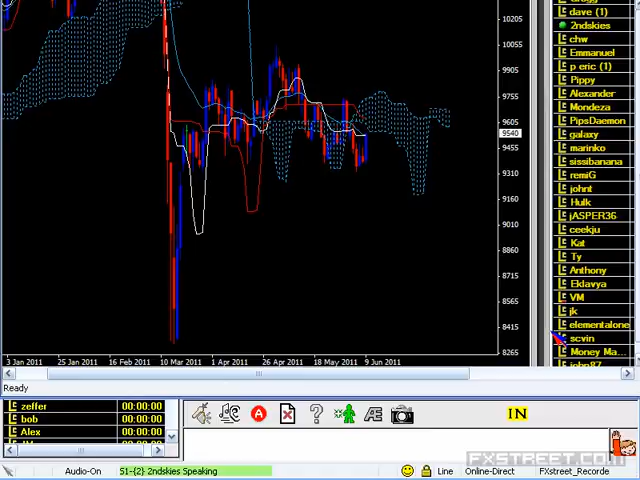 10205
10055
9905
9755
9605
9540
9455
9310
9160
9010
8860
8715
8565
8415
8265
3 Jan 2011 25 Jan 2011 16 Feb 2011 10 Mar 2011 1 Apr 2011 26 Apr 2011 18 May 2011 9 Jun 2011
Ready
dave (1)
2ndskies
chw
Emmanuel
p eric (1)
Pippy
Alexander
Mondeza
PipsDaemon
galaxy
marinko
sissibanana
remiG
johnt
Hulk
jASPER36
ceekju
Kat
Ty
Anthony
Eklavya
VM
jk
elementalone
scvin
Money Ma...
john87
zeffer 00:00:00
bob 00:00:00
Alex 00:00:00
A Æ IN
FXSTREET.COM
Audio-On S1-{2} 2ndskies Speaking Line Online-Direct FXstreet_Recorde